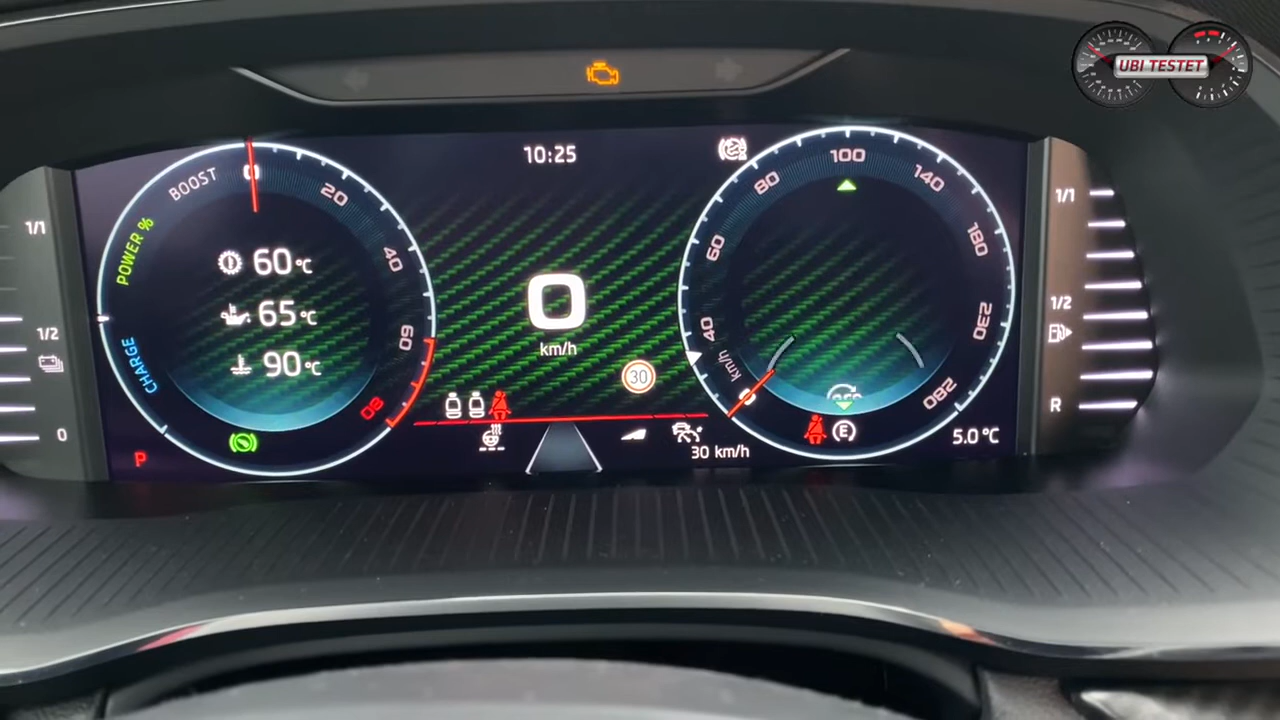 UBI TESTET
10:25
BOOST
0
20
40
60
80
POWER %
CHARGE
60 °C
65 °C
90 °C
P
0
km/h
30
30 km/h
km/h
40
60
80
100
140
180
230
280
E
5.0 °C
1/1
1/2
0
1/1
1/2
R